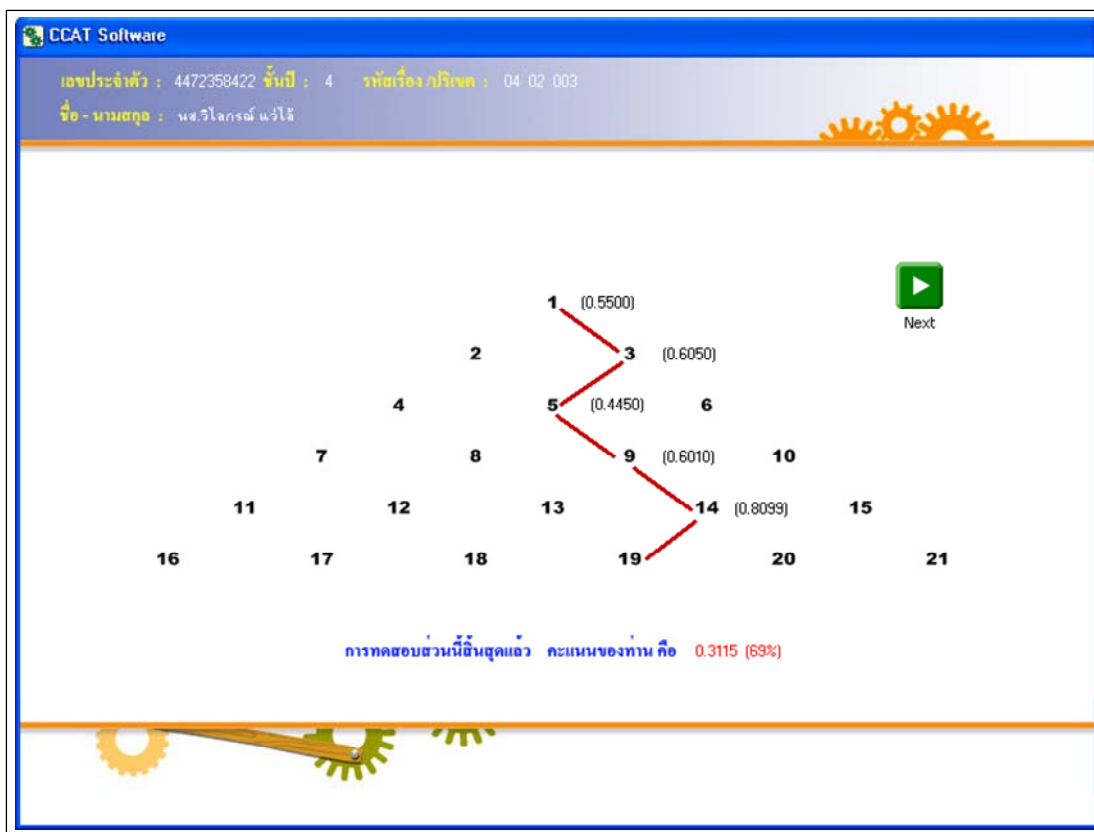 CCAT Software
เลขประจำตัว : 4472358422 ชั้นปี : 4 รหัสเรื่อง /ปริเขต : 04 02 003
ชื่อ - นามสกุล : นส.วิไลภรณ์ แวไล้
1 (0.5500)
Next
2 3 (0.6050)
4 5 (0.4450) 6
7 8 9 (0.6010) 10
11 12 13 14 (0.8099) 15
16 17 18 19 20 21
การทดสอบส่วนนี้สิ้นสุดแล้ว คะแนนของท่าน คือ 0.3115 (69%)